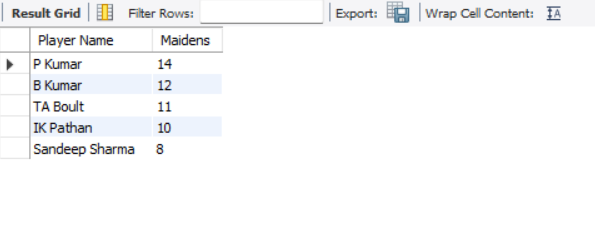 Result Grid Filter Rows: Export: Wrap Cell Content: IA
Player Name Maidens
P Kumar 14
B Kumar 12
TA Boult 11
IK Pathan 10
Sandeep Sharma 8